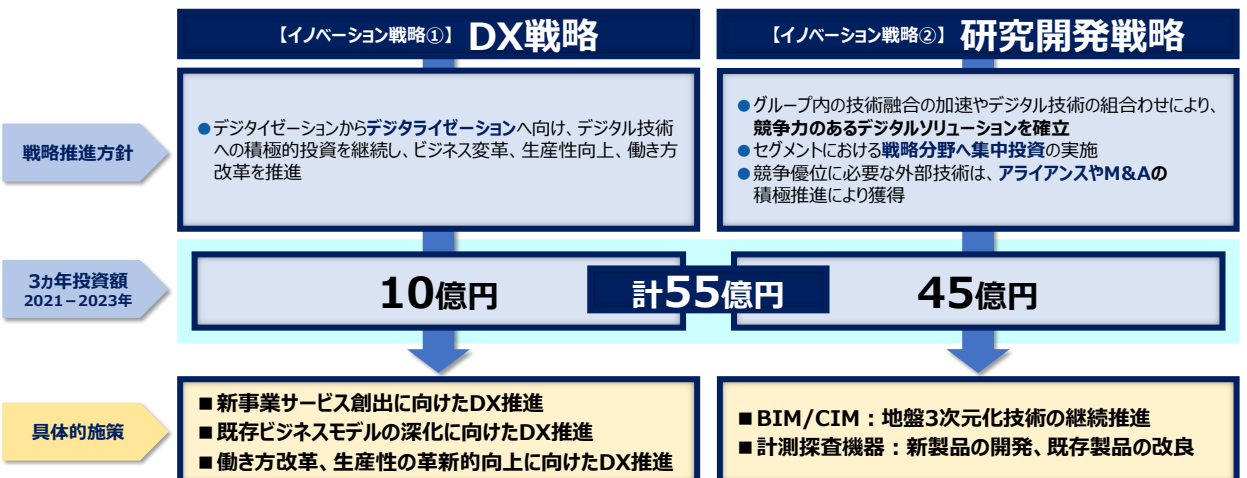 【イノベーション戦略①】 DX戦略
【イノベーション戦略②】 研究開発戦略
戦略推進方針
●デジタイゼーションからデジタライゼーションへ向け、デジタル技術
への積極的投資を継続し、ビジネス変革、生産性向上、働き方
改革を推進
●グループ内の技術融合の加速やデジタル技術の組合わせにより、
競争力のあるデジタルソリューションを確立
●セグメントにおける戦略分野へ集中投資の実施
●競争優位に必要な外部技術は、アライアンスやM&Aの
積極推進により獲得
3ヵ年投資額
2021－2023年
10億円
計55億円
45億円
具体的施策
■新事業サービス創出に向けたDX推進
■既存ビジネスモデルの深化に向けたDX推進
■働き方改革、生産性の革新的向上に向けたDX推進
■BIM/CIM：地盤3次元化技術の継続推進
■計測探査機器：新製品の開発、既存製品の改良